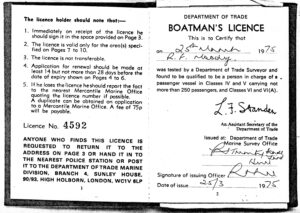 The licence holder should note that:—
1. Immediately on receipt of the licence he
should sign it in the space provided on Page 3.
2. The licence is valid only for the area(s) speci-
fied on Pages 7 to 10.
3. The licence is not transferable.
4. Application for renewal should be made at
least 14 but not more than 28 days before the
date of expiry shown on Pages 4 to 6.
5. If he loses the licence he should report the fact
to the nearest Mercantile Marine Office
quoting the licence number if possible.
A duplicate can be obtained on application
to a Mercantile Marine Office. A fee of 75p
will be payable.
Licence No. 4592
ANYONE WHO FINDS THIS LICENCE IS
REQUESTED TO RETURN IT TO THE
ADDRESS ON PAGE 3 OR HAND IT IN TO
THE NEAREST POLICE STATION OR POST
IT TO THE DEPARTMENT OF TRADE MARINE
DIVISION, BRANCH 4, SUNLEY HOUSE,
90/93, HIGH HOLBORN, LONDON, WC1V 6LP
DEPARTMENT OF TRADE
BOATMAN'S LICENCE
This is to Certify that
on 25th March 1975
R. F.
was tested by a Department of Trade Surveyor and
found to be qualified to be a person in charge of a
passenger vessel in Classes IV and V carrying not
more than 250 passengers, and Classes VI and VI(A).
L. F. Standen
An Assistant Secretary of the
Department of Trade
Issued at: Department of Trade
Marine Survey Office
Signature of issuing Officer
Date of issue 25/3 1975